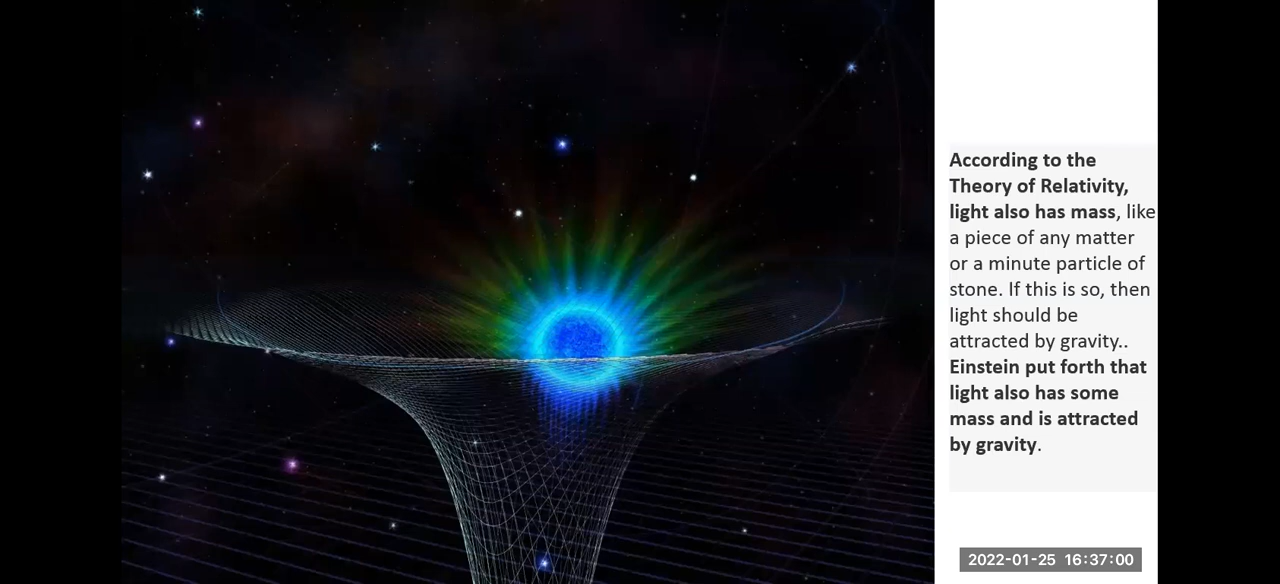 According to the
Theory of Relativity,
light also has mass, like
a piece of any matter
or a minute particle of
stone. If this is so, then
light should be
attracted by gravity..
Einstein put forth that
light also has some
mass and is attracted
by gravity.
2022-01-25 16:37:00